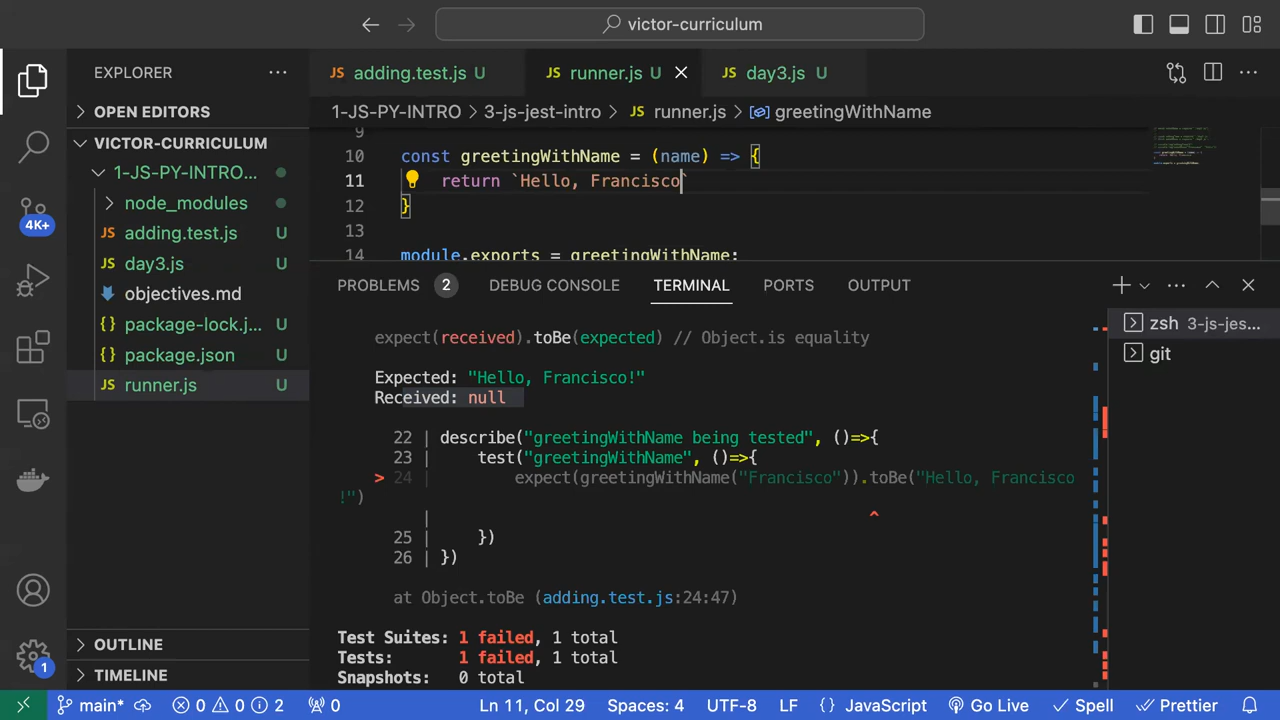 victor-curriculum
EXPLORER
adding.test.js U
runner.js U
day3.js U
OPEN EDITORS
1-JS-PY-INTRO > 3-js-jest-intro > JS runner.js > greetingWithName
VICTOR-CURRICULUM
1-JS-PY-INTRO...
node_modules
JS adding.test.js U
JS day3.js U
objectives.md
{} package-lock.j... U
{} package.json U
JS runner.js U
9
10 const greetingWithName = (name) => {
11 return `Hello, Francisco`
12 }
13
14 module.exports = greetingWithName;
4K+
PROBLEMS 2 DEBUG CONSOLE TERMINAL PORTS OUTPUT
zsh 3-js-jes...
git
expect(received).toBe(expected) // Object.is equality
Expected: "Hello, Francisco!"
Received: null
22 | describe("greetingWithName being tested", ()=>{
23 | test("greetingWithName", ()=>{
> 24 | expect(greetingWithName("Francisco")).toBe("Hello, Francisco
!")
| ^
25 | })
26 | })
at Object.toBe (adding.test.js:24:47)
Test Suites: 1 failed, 1 total
Tests: 1 failed, 1 total
Snapshots: 0 total
OUTLINE
TIMELINE
1
main* 0 0 2 0 Ln 11, Col 29 Spaces: 4 UTF-8 LF {} JavaScript Go Live Spell Prettier